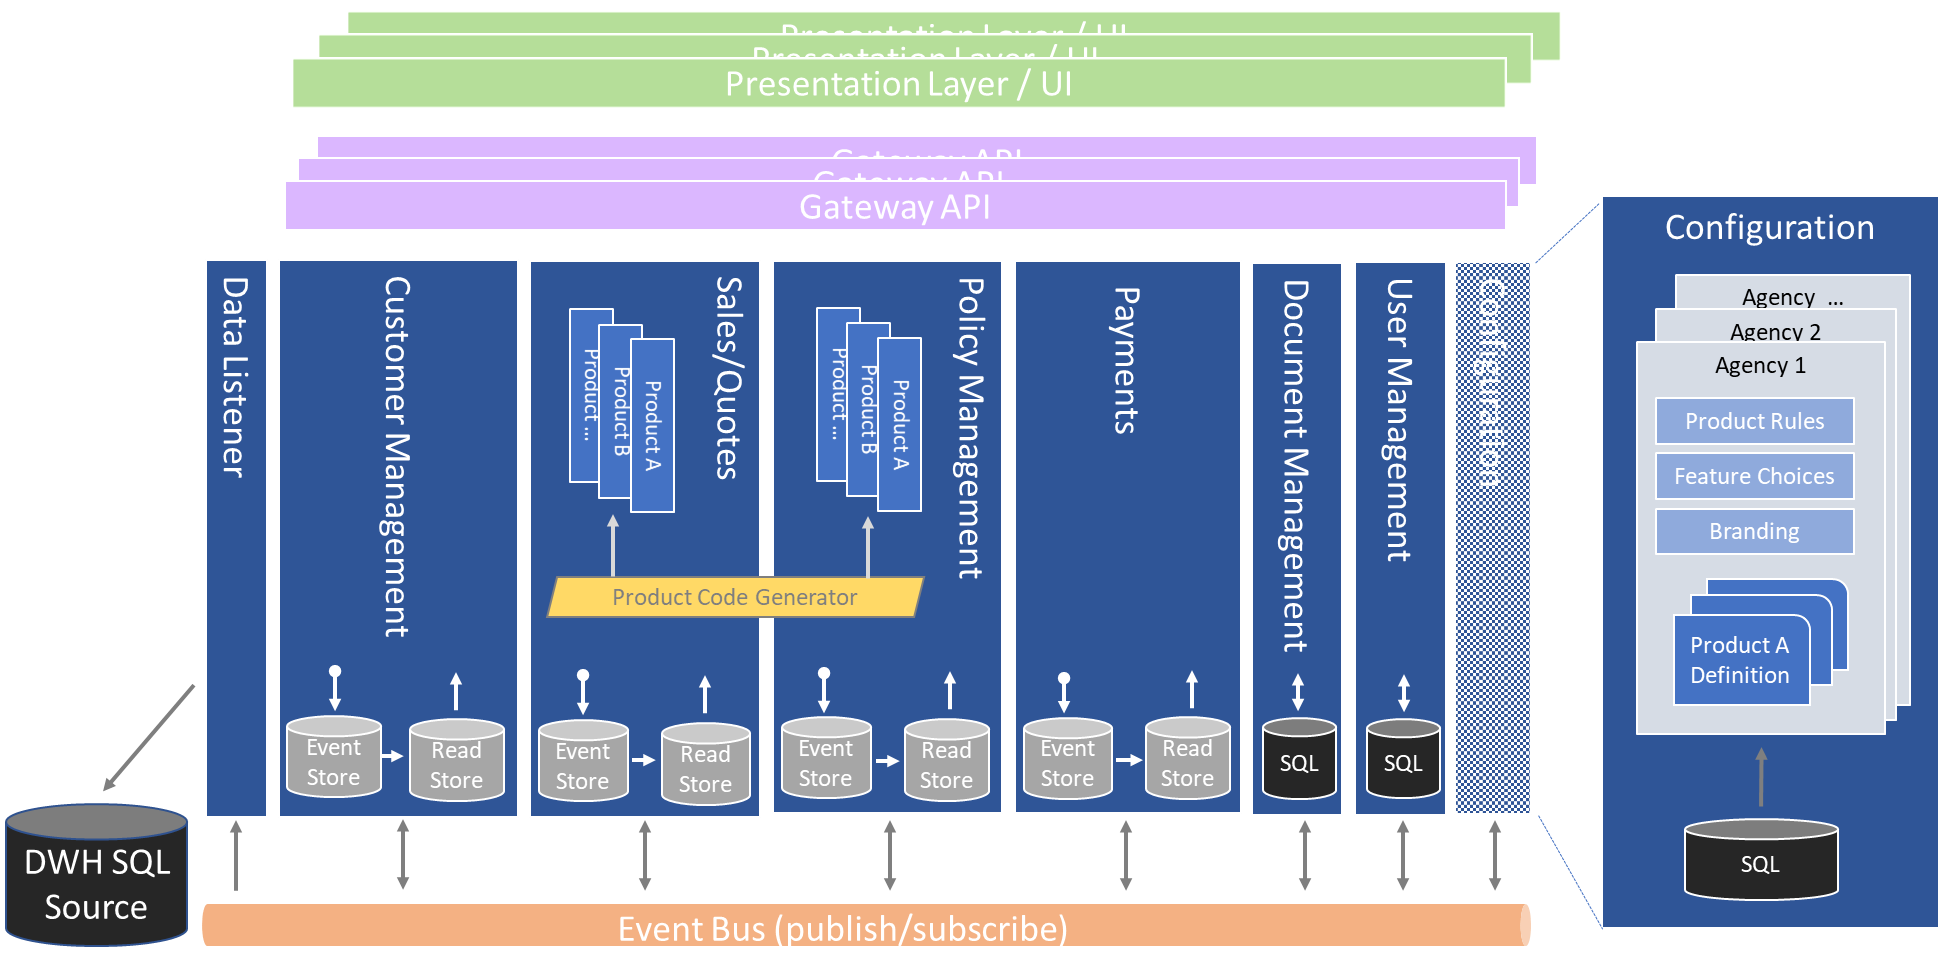 Presentation Layer / UI
Presentation Layer / UI
Presentation Layer / UI
Gateway API
Gateway API
Gateway API
Data Listener
Customer Management
Event
Store
Read
Store
Sales/Quotes
Product ...
Product B
Product A
Product Code Generator
Event
Store
Read
Store
Policy Management
Product ...
Product B
Product A
Event
Store
Read
Store
Payments
Event
Store
Read
Store
Document Management
SQL
User Management
SQL
Configuration
Configuration
Agency ...
Agency 2
Agency 1
Product Rules
Feature Choices
Branding
Product A
Definition
SQL
DWH SQL
Source
Event Bus (publish/subscribe)